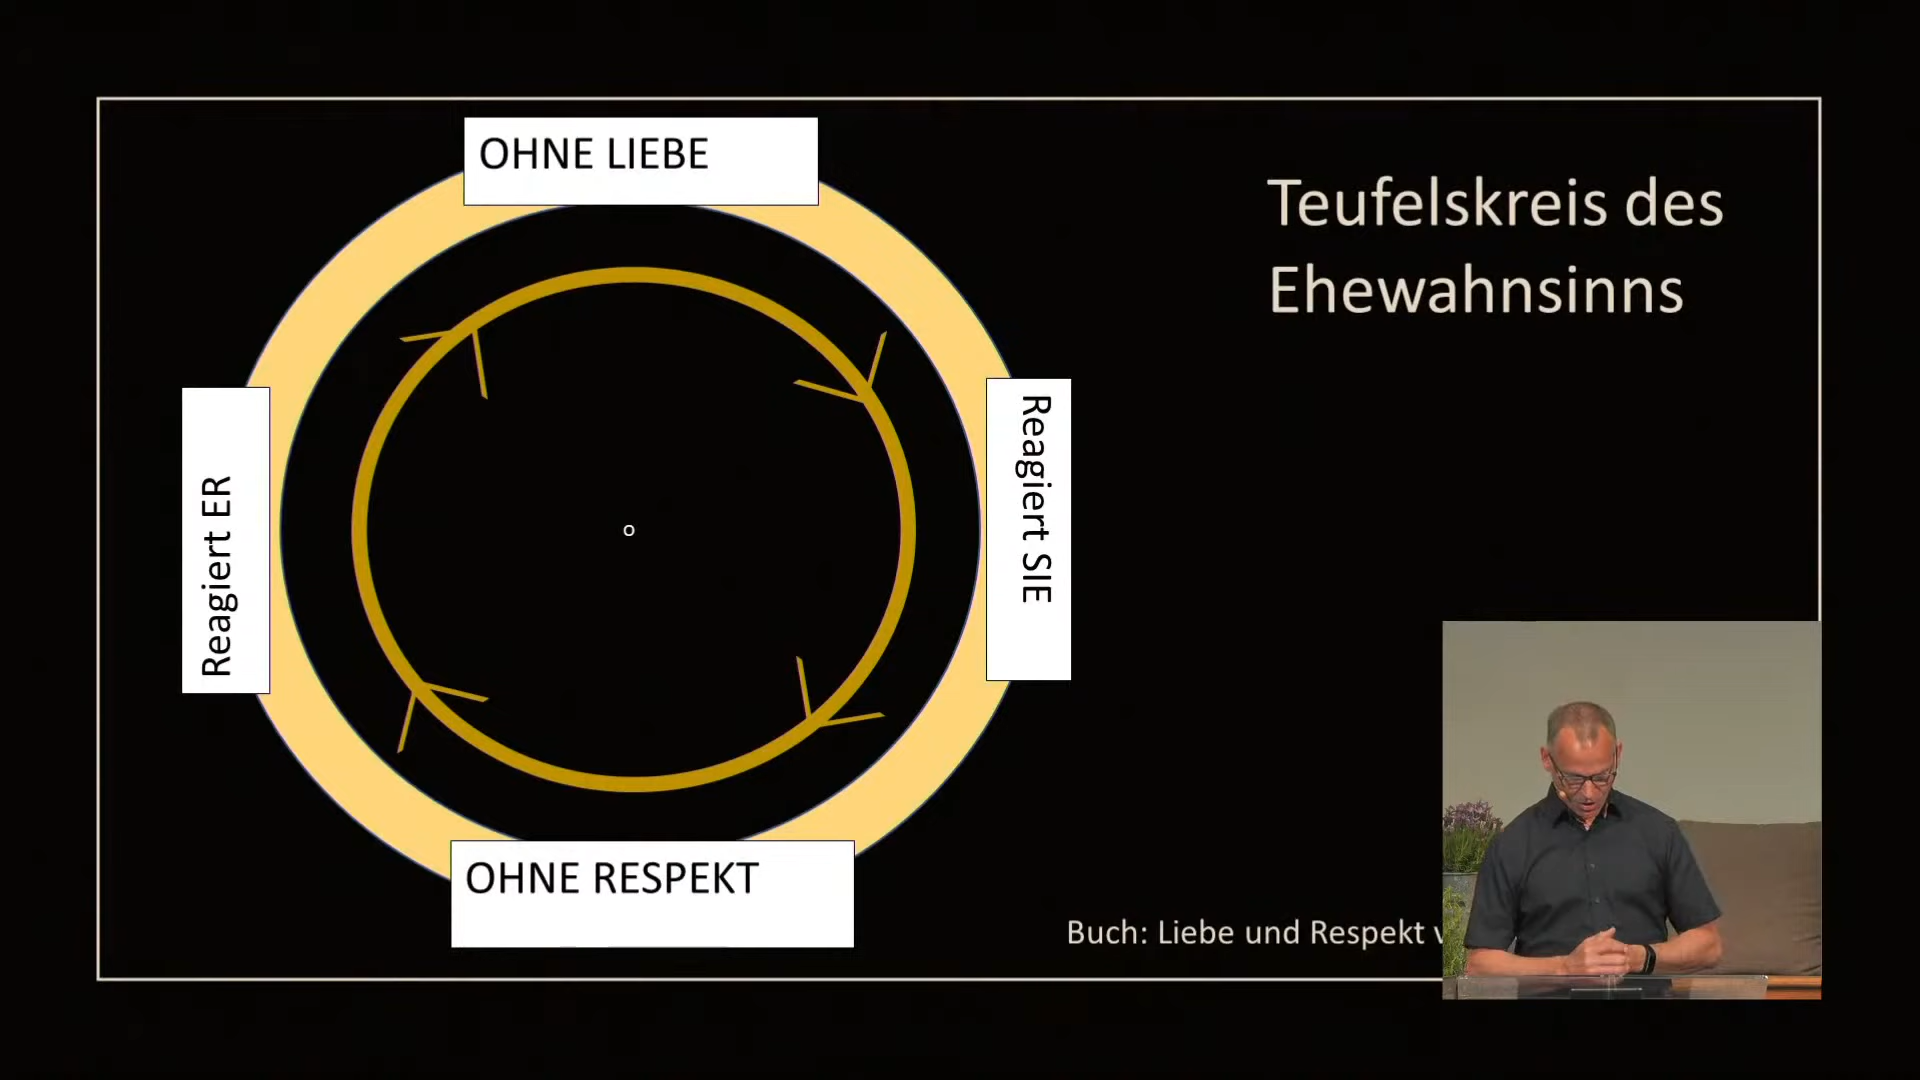 OHNE LIEBE
Teufelskreis des
Ehewahnsinns
Reagiert ER
Reagiert SIE
OHNE RESPEKT
Buch: Liebe und Respekt